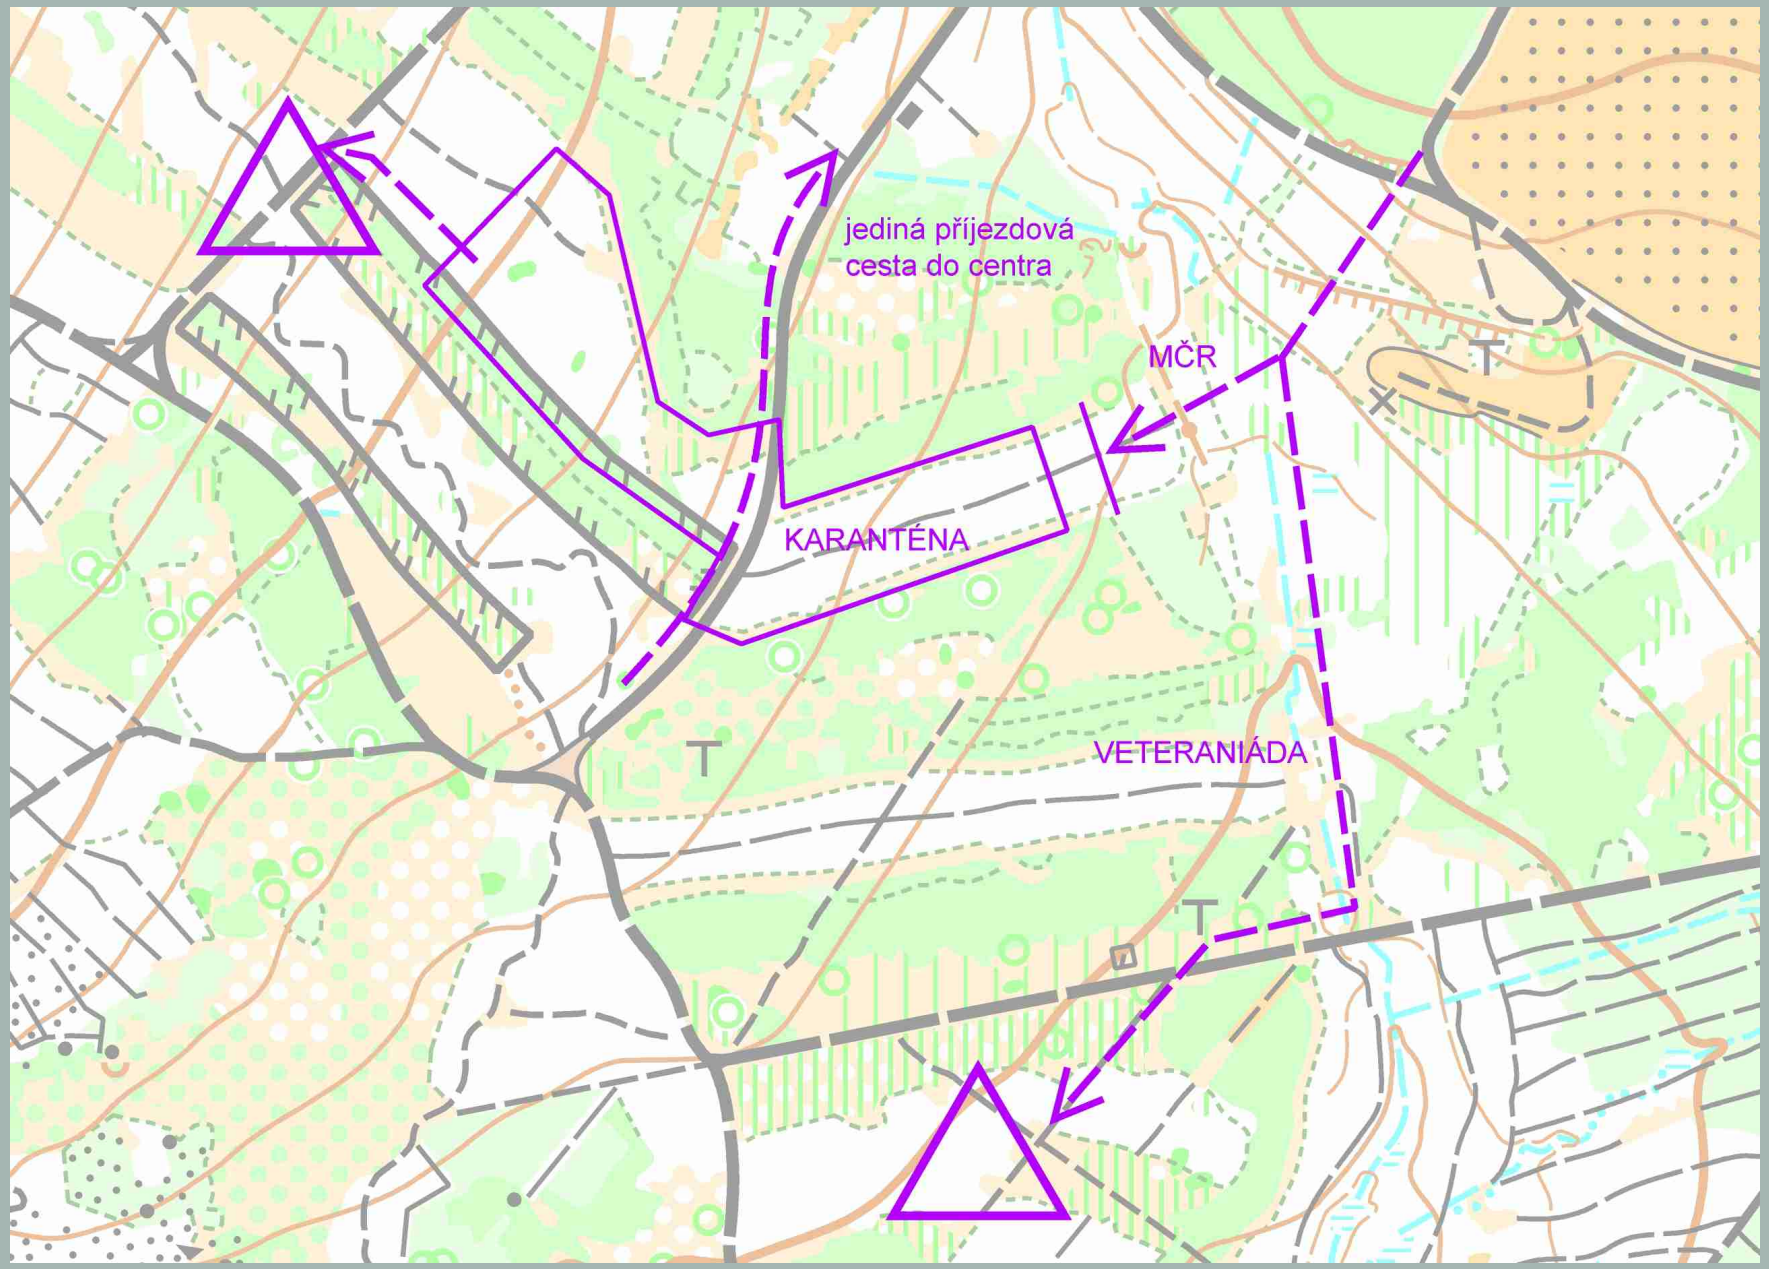 jediná příjezdová
cesta do centra
MČR
KARANTÉNA
VETERANIÁDA